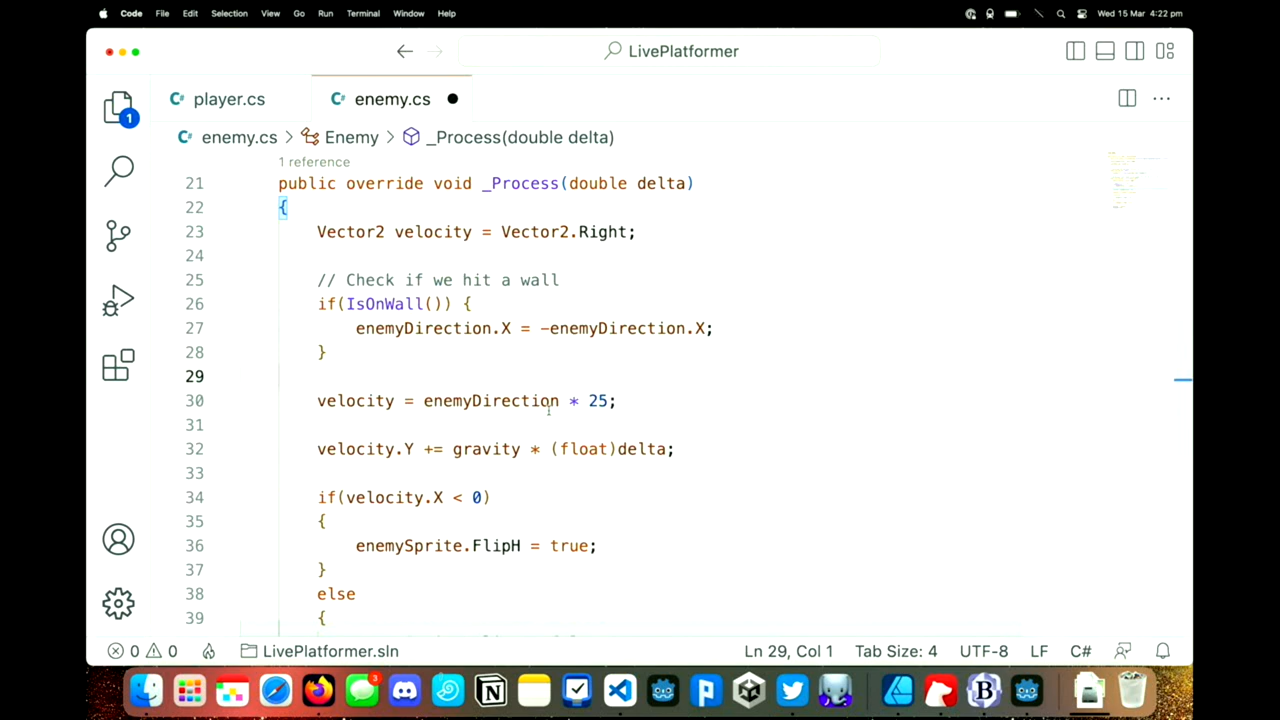 Code File Edit Selection View Go Run Terminal Window Help Wed 15 Mar 4:22 pm
LivePlatformer
player.cs enemy.cs
enemy.cs > Enemy > _Process(double delta)
1
1 reference
21 public override void _Process(double delta)
22 {
23 Vector2 velocity = Vector2.Right;
24
25 // Check if we hit a wall
26 if(IsOnWall()) {
27 enemyDirection.X = -enemyDirection.X;
28 }
29
30 velocity = enemyDirection * 25;
31
32 velocity.Y += gravity * (float)delta;
33
34 if(velocity.X < 0)
35 {
36 enemySprite.FlipH = true;
37 }
38 else
39 {
0 0 LivePlatformer.sln Ln 29, Col 1 Tab Size: 4 UTF-8 LF C#
3